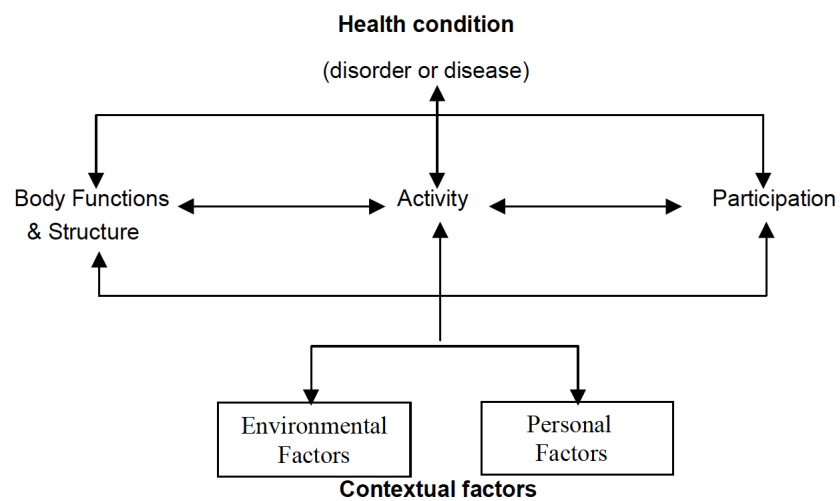 Health condition
(disorder or disease)
Body Functions
& Structure
Activity
Participation
Environmental
Factors
Personal
Factors
Contextual factors